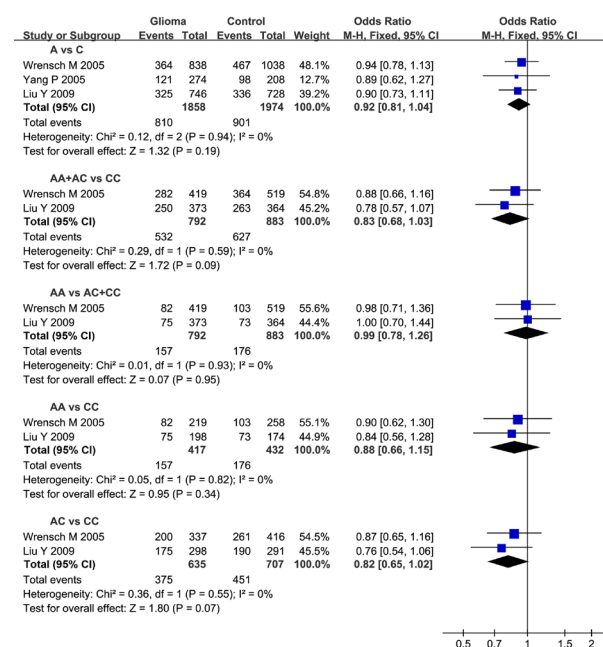 Glioma Control Odds Ratio Odds Ratio
Study or Subgroup Events Total Events Total Weight M-H, Fixed, 95% CI M-H, Fixed, 95% CI
A vs C
Wrensch M 2005 364 838 467 1038 48.1% 0.94 [0.78, 1.13]
Yang P 2005 121 274 98 208 12.7% 0.89 [0.62, 1.27]
Liu Y 2009 325 746 336 728 39.2% 0.90 [0.73, 1.11]
Total (95% CI) 1858 1974 100.0% 0.92 [0.81, 1.04]
Total events 810 901
Heterogeneity: Chi² = 0.12, df = 2 (P = 0.94); I² = 0%
Test for overall effect: Z = 1.32 (P = 0.19)
AA+AC vs CC
Wrensch M 2005 282 419 364 519 54.8% 0.88 [0.66, 1.16]
Liu Y 2009 250 373 263 364 45.2% 0.78 [0.57, 1.07]
Total (95% CI) 792 883 100.0% 0.83 [0.68, 1.03]
Total events 532 627
Heterogeneity: Chi² = 0.29, df = 1 (P = 0.59); I² = 0%
Test for overall effect: Z = 1.72 (P = 0.09)
AA vs AC+CC
Wrensch M 2005 82 419 103 519 55.6% 0.98 [0.71, 1.36]
Liu Y 2009 75 373 73 364 44.4% 1.00 [0.70, 1.44]
Total (95% CI) 792 883 100.0% 0.99 [0.78, 1.26]
Total events 157 176
Heterogeneity: Chi² = 0.01, df = 1 (P = 0.93); I² = 0%
Test for overall effect: Z = 0.07 (P = 0.95)
AA vs CC
Wrensch M 2005 82 219 103 258 55.1% 0.90 [0.62, 1.30]
Liu Y 2009 75 198 73 174 44.9% 0.84 [0.56, 1.28]
Total (95% CI) 417 432 100.0% 0.88 [0.66, 1.15]
Total events 157 176
Heterogeneity: Chi² = 0.05, df = 1 (P = 0.82); I² = 0%
Test for overall effect: Z = 0.95 (P = 0.34)
AC vs CC
Wrensch M 2005 200 337 261 416 54.5% 0.87 [0.65, 1.16]
Liu Y 2009 175 298 190 291 45.5% 0.76 [0.54, 1.06]
Total (95% CI) 635 707 100.0% 0.82 [0.65, 1.02]
Total events 375 451
Heterogeneity: Chi² = 0.36, df = 1 (P = 0.55); I² = 0%
Test for overall effect: Z = 1.80 (P = 0.07)
0.5 0.7 1 1.5 2